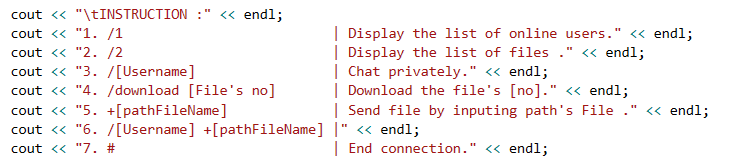 cout << "\tINSTRUCTION :" << endl;
cout << "1. /1                          | Display the list of online users." << endl;
cout << "2. /2                          | Display the list of files ." << endl;
cout << "3. /[Username]                 | Chat privately." << endl;
cout << "4. /download [File's no]       | Download the file's [no]." << endl;
cout << "5. +[pathFileName]             | Send file by inputing path's File ." << endl;
cout << "6. /[Username] +[pathFileName] |" << endl;
cout << "7. #                           | End connection." << endl;